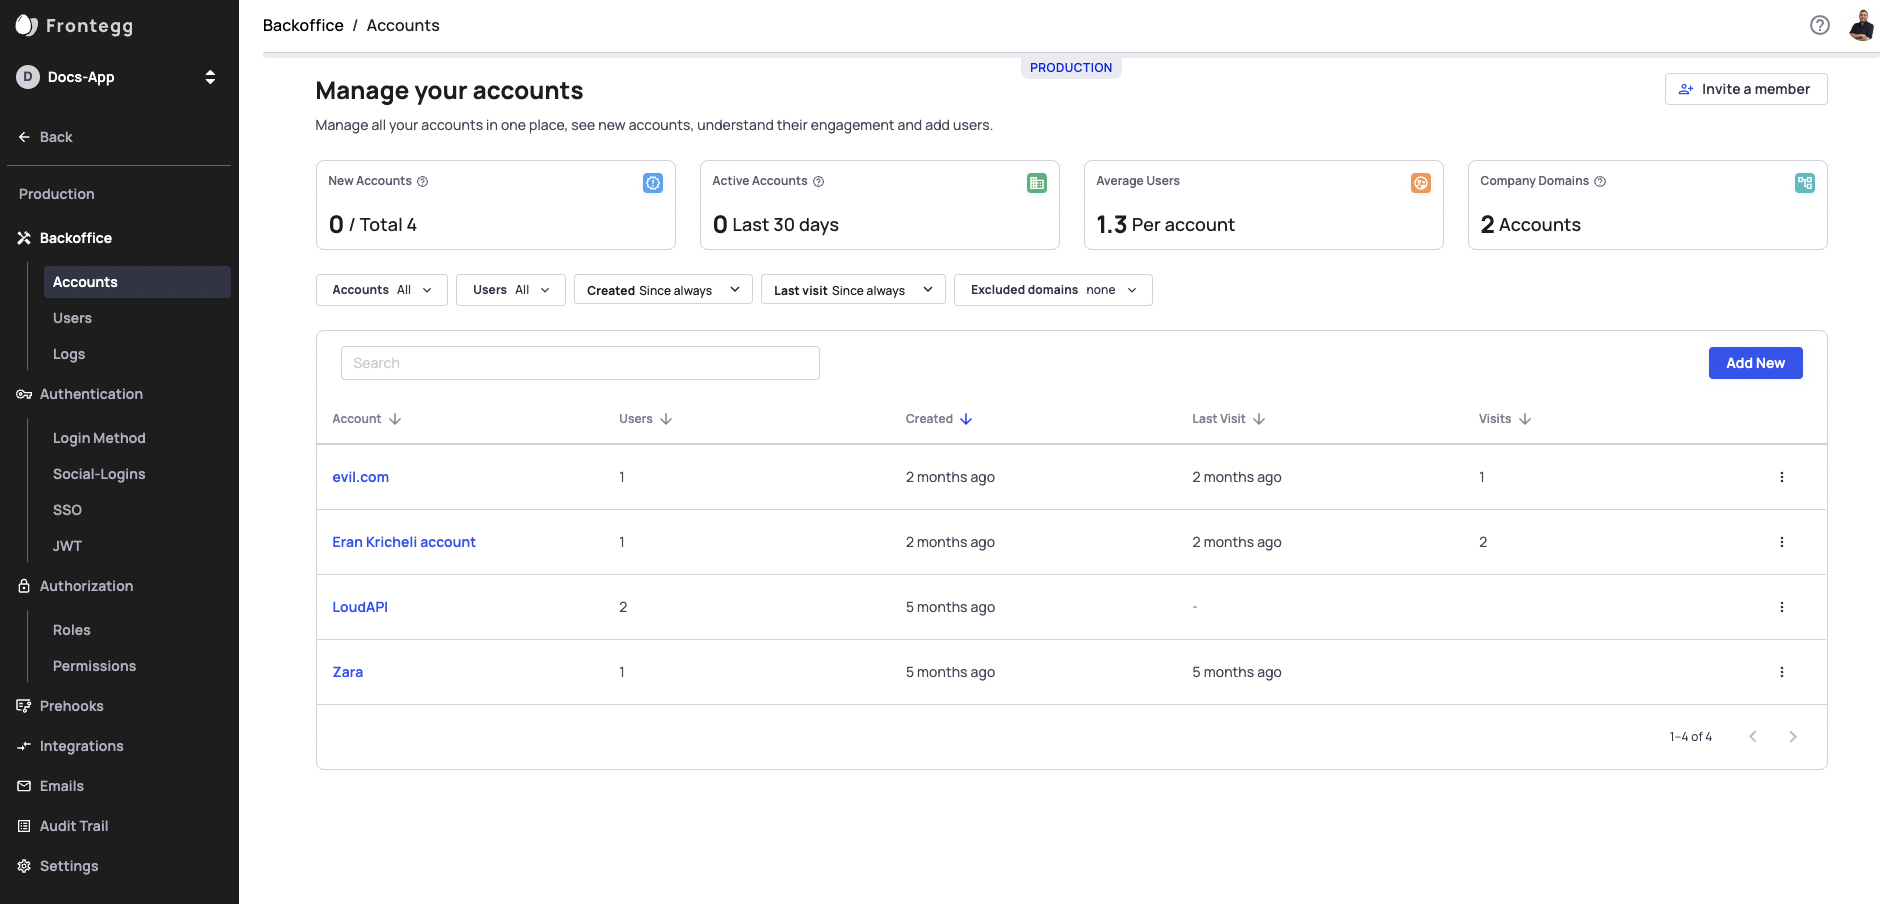 Frontegg
D Docs-App
Back
Production
Backoffice
Accounts
Users
Logs
Authentication
Login Method
Social-Logins
SSO
JWT
Authorization
Roles
Permissions
Prehooks
Integrations
Emails
Audit Trail
Settings
Backoffice / Accounts
PRODUCTION
Manage your accounts
Invite a member
Manage all your accounts in one place, see new accounts, understand their engagement and add users.
New Accounts
0 / Total 4
Active Accounts
0 Last 30 days
Average Users
1.3 Per account
Company Domains
2 Accounts
Accounts All Users All Created Since always Last visit Since always Excluded domains none
Search
Add New
Account Users Created Last Visit Visits
evil.com 1 2 months ago 2 months ago 1
Eran Kricheli account 1 2 months ago 2 months ago 2
LoudAPI 2 5 months ago -
Zara 1 5 months ago 5 months ago
1–4 of 4